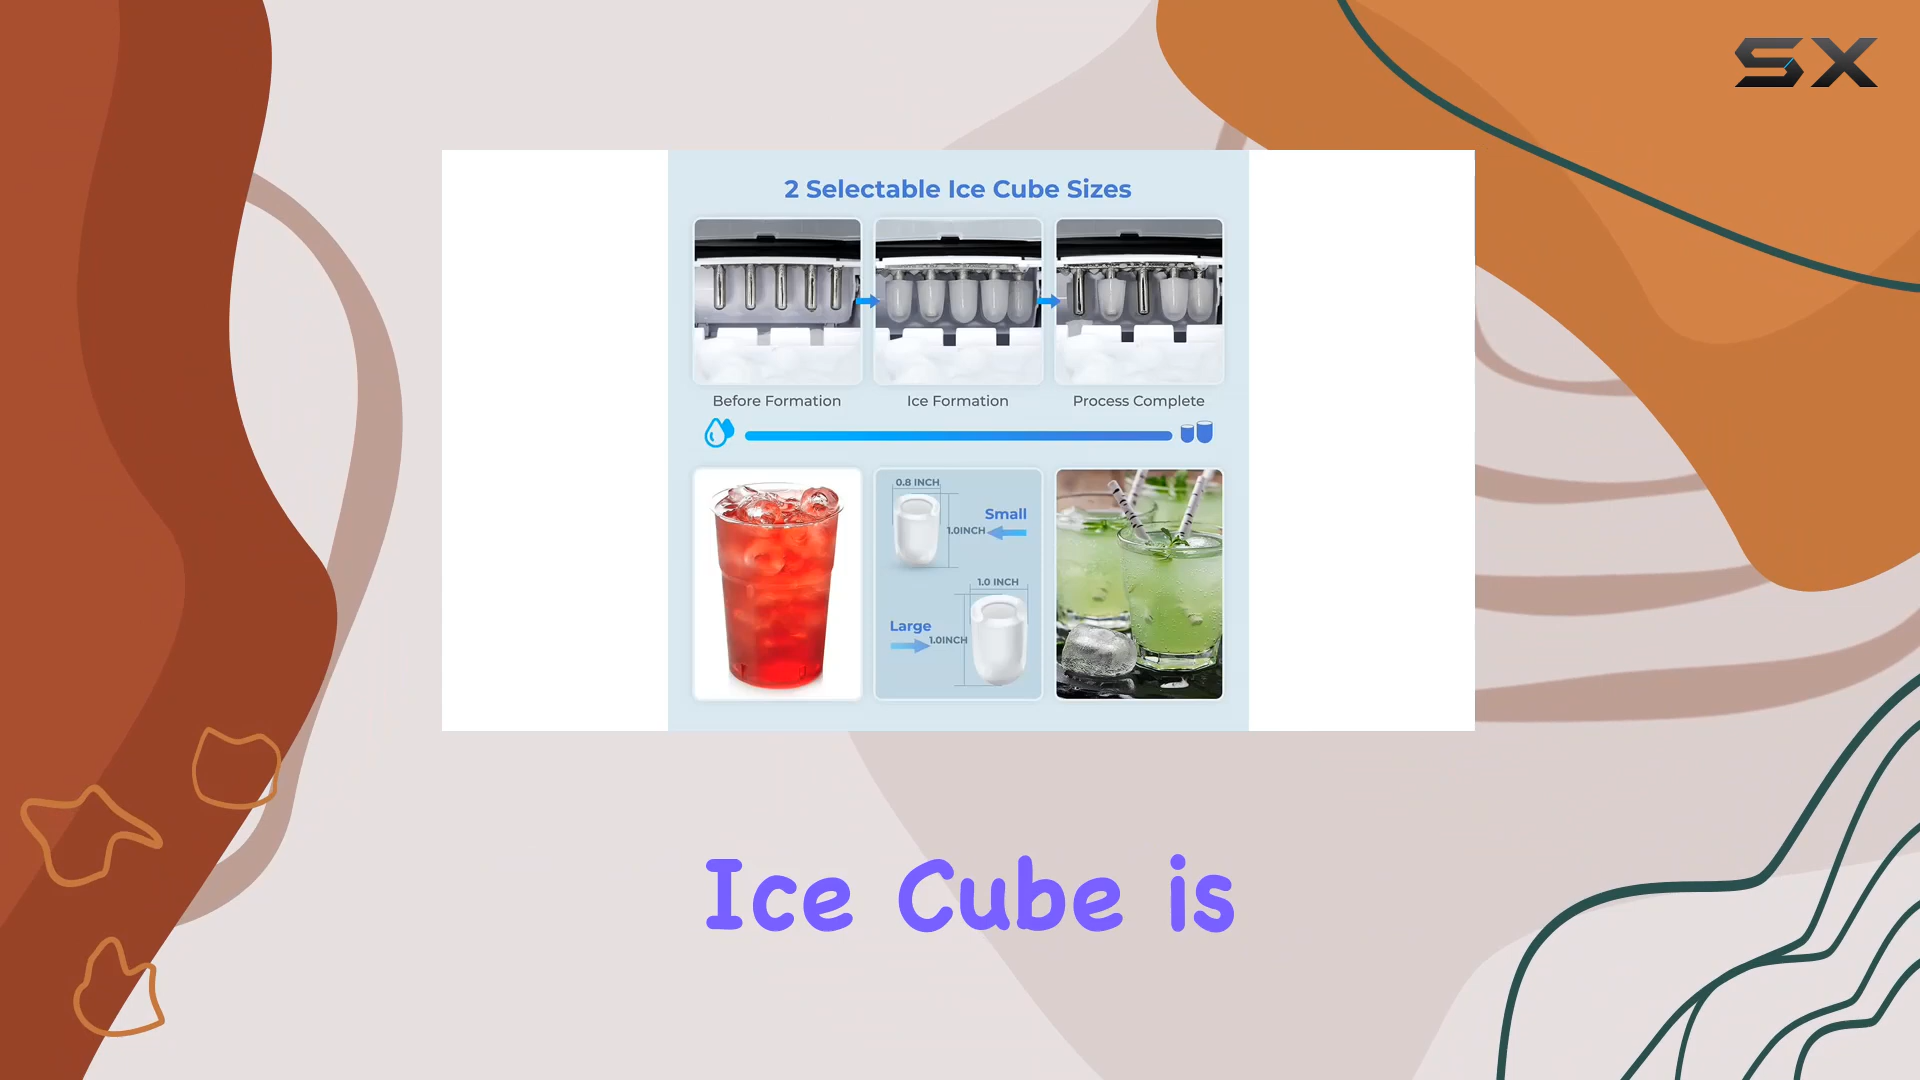 SX
2 Selectable Ice Cube Sizes
Before Formation
Ice Formation
Process Complete
0.8 INCH
Small
1.0INCH
1.0 INCH
Large
1.0INCH
Ice Cube is